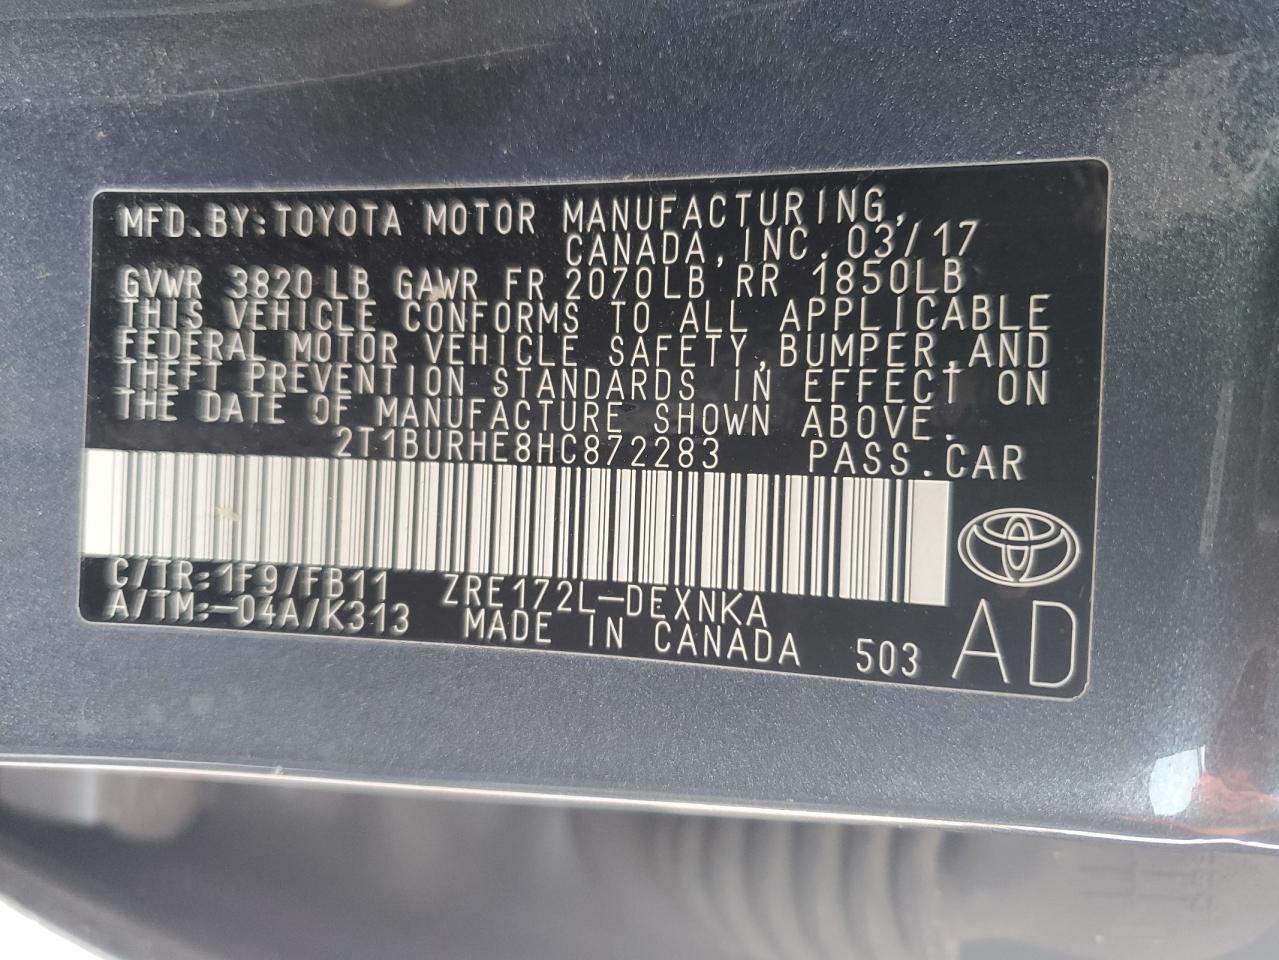 MFD.BY:TOYOTA MOTOR MANUFACTURING,
CANADA,INC. 03/17
GVWR 3820LB GAWR FR 2070LB RR 1850LB
THIS VEHICLE CONFORMS TO ALL APPLICABLE
FEDERAL MOTOR VEHICLE SAFETY,BUMPER,AND
THEFT PREVENTION STANDARDS IN EFFECT ON
THE DATE OF MANUFACTURE SHOWN ABOVE.
2T1BURHE8HC872283 PASS.CAR
C/TR:1F9/FB11 ZRE172L-DEXNKA
A/TM:-04A/K313 MADE IN CANADA 503
AD